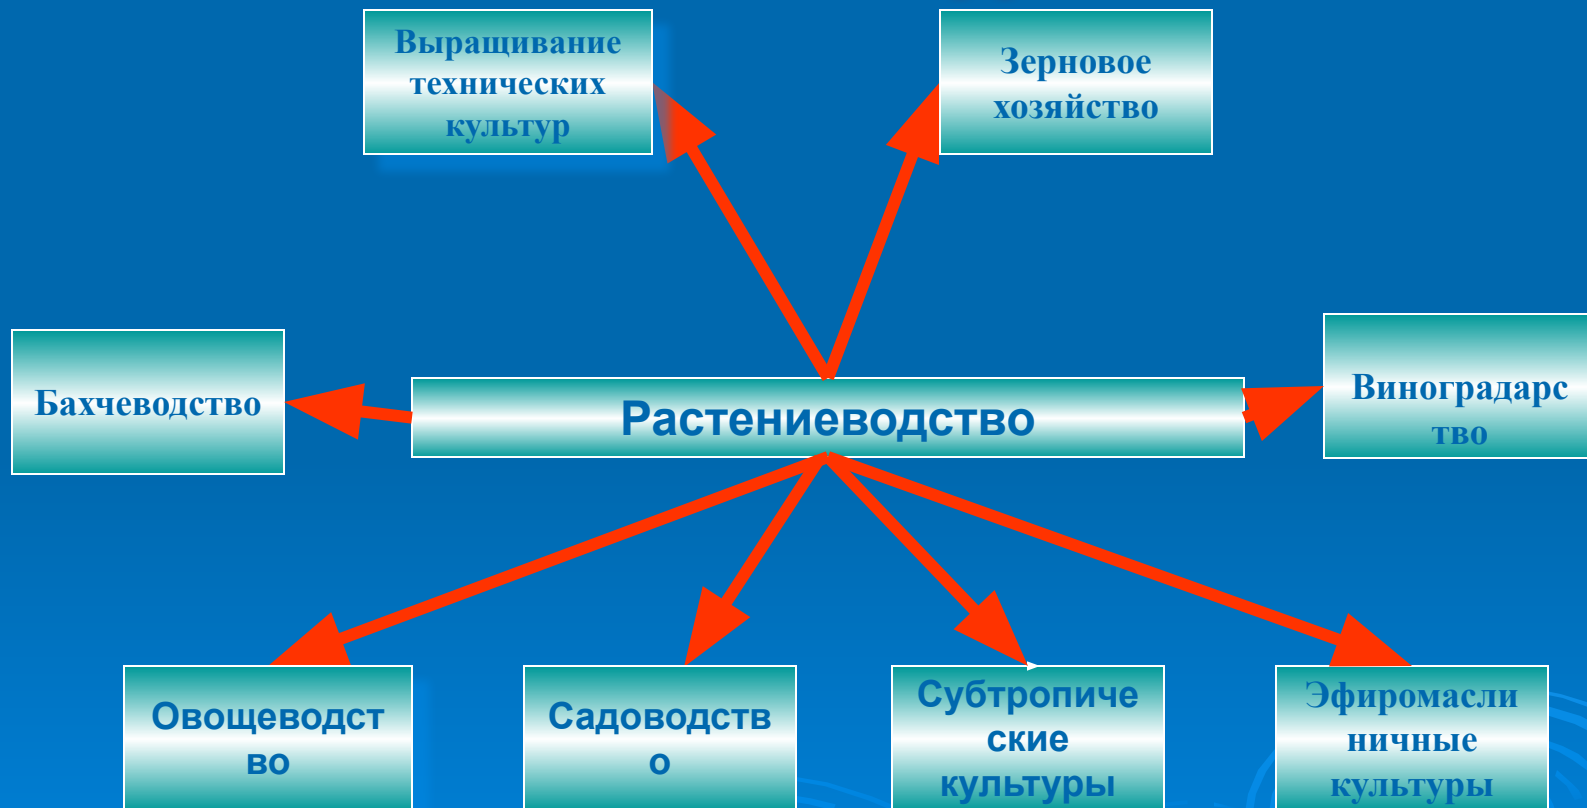 Выращивание
технических
культур
Зерновое
хозяйство
Бахчеводство
Растениеводство
Виноградарс
тво
Овощеводст
во
Садоводств
о
Субтропиче
ские
культуры
Эфиромасли
ничные
культуры